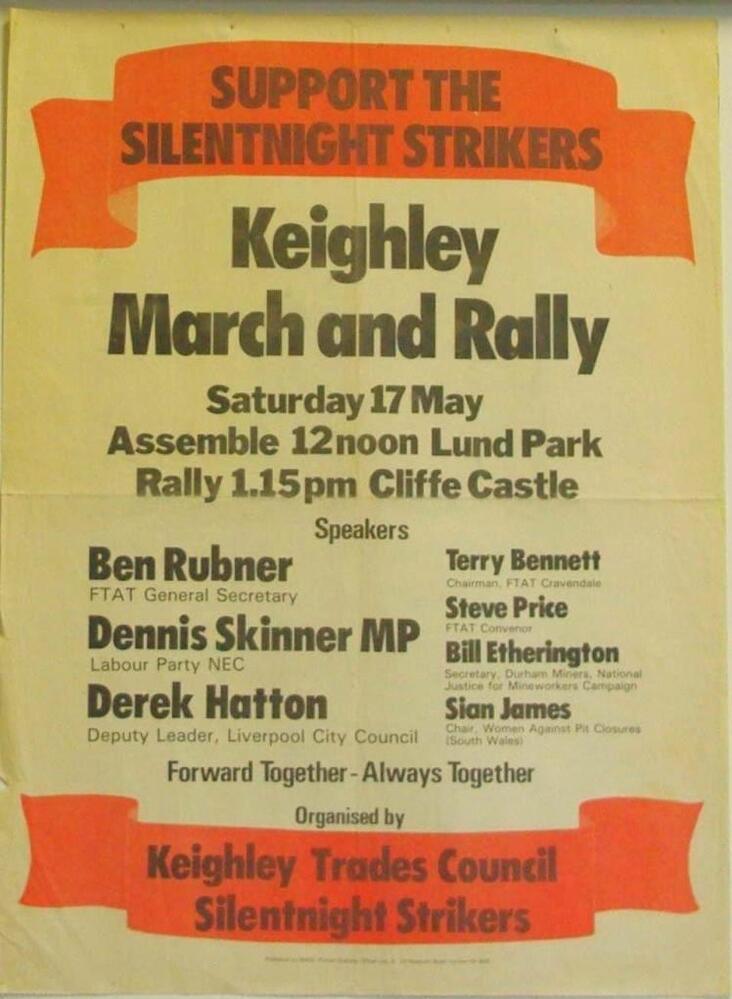 SUPPORT THE
SILENTNIGHT STRIKERS
Keighley
March and Rally
Saturday 17 May
Assemble 12noon Lund Park
Rally 1.15pm Cliffe Castle
Speakers
Ben Rubner
FTAT General Secretary
Dennis Skinner MP
Labour Party NEC
Derek Hatton
Deputy Leader, Liverpool City Council
Terry Bennett
Chairman, FTAT Cravendale
Steve Price
FTAT Convenor
Bill Etherington
Secretary, Durham Miners, National
Justice for Mineworkers Campaign
Sian James
Chair, Women Against Pit Closures
(South Wales)
Forward Together - Always Together
Organised by
Keighley Trades Council
Silentnight Strikers